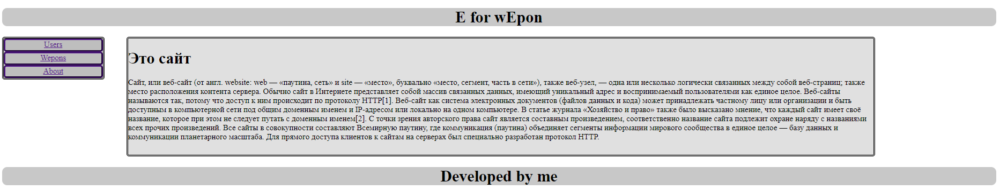 E for wEpon
Users
Wepons
About
Это сайт
Сайт, или веб-сайт (от англ. website: web — «паутина, сеть» и site — «место», буквально «место, сегмент, часть в сети»), также веб-узел, — одна или несколько логически связанных между собой веб-страниц; также
место расположения контента сервера. Обычно сайт в Интернете представляет собой массив связанных данных, имеющий уникальный адрес и воспринимаемый пользователями как единое целое. Веб-сайты
называются так, потому что доступ к ним происходит по протоколу HTTP[1]. Веб-сайт как система электронных документов (файлов данных и кода) может принадлежать частному лицу или организации и быть
доступным в компьютерной сети под общим доменным именем и IP-адресом или локально на одном компьютере. В статье журнала «Хозяйство и право» также было высказано мнение, что каждый сайт имеет своё
название, которое при этом не следует путать с доменным именем[2]. С точки зрения авторского права сайт является составным произведением, соответственно название сайта подлежит охране наряду с названиями
всех прочих произведений. Все сайты в совокупности составляют Всемирную паутину, где коммуникация (паутина) объединяет сегменты информации мирового сообщества в единое целое — базу данных и
коммуникации планетарного масштаба. Для прямого доступа клиентов к сайтам на серверах был специально разработан протокол HTTP.
Developed by me